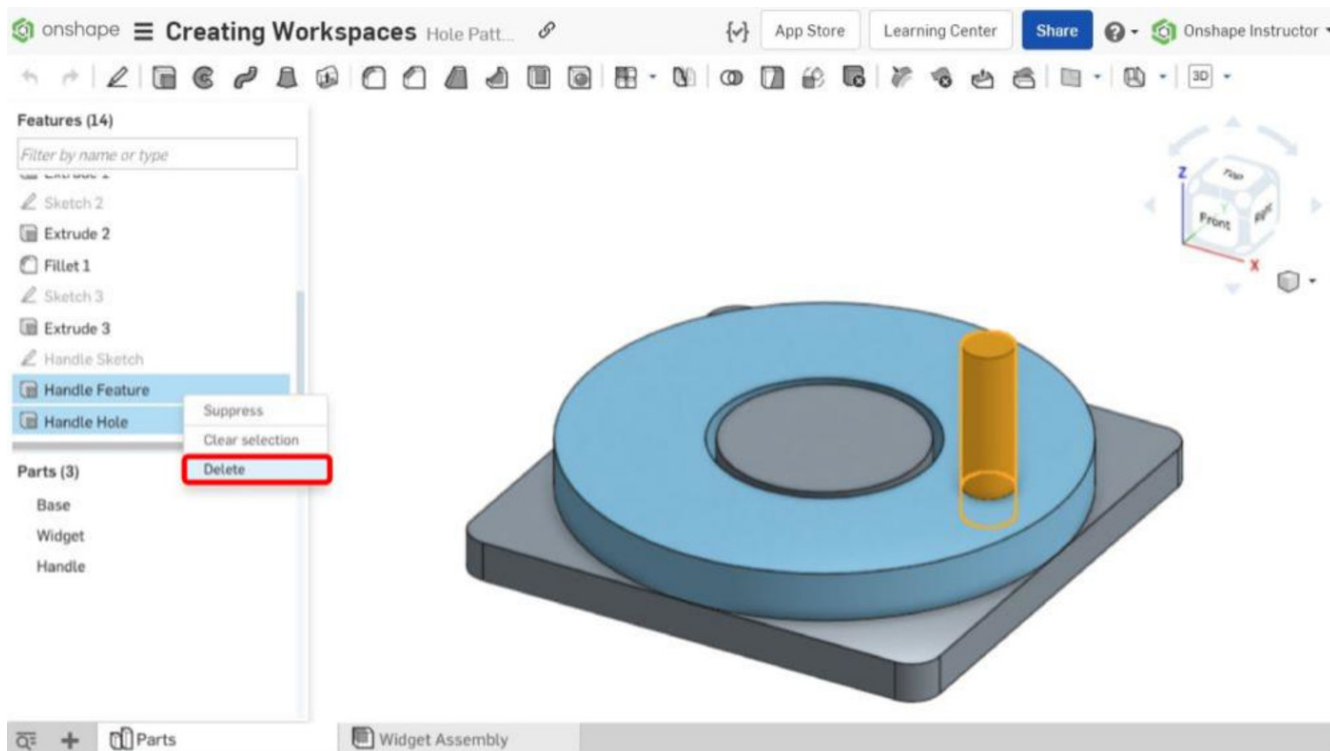 onshape Creating Workspaces Hole Patt... App Store Learning Center Share Onshape Instructor
3D
Features (14)
Filter by name or type
Sketch 2
Extrude 2
Fillet 1
Sketch 3
Extrude 3
Handle Sketch
Handle Feature
Handle Hole
Suppress
Clear selection
Delete
Parts (3)
Base
Widget
Handle
Z
Top
Front
Right
Y
X
Parts
Widget Assembly